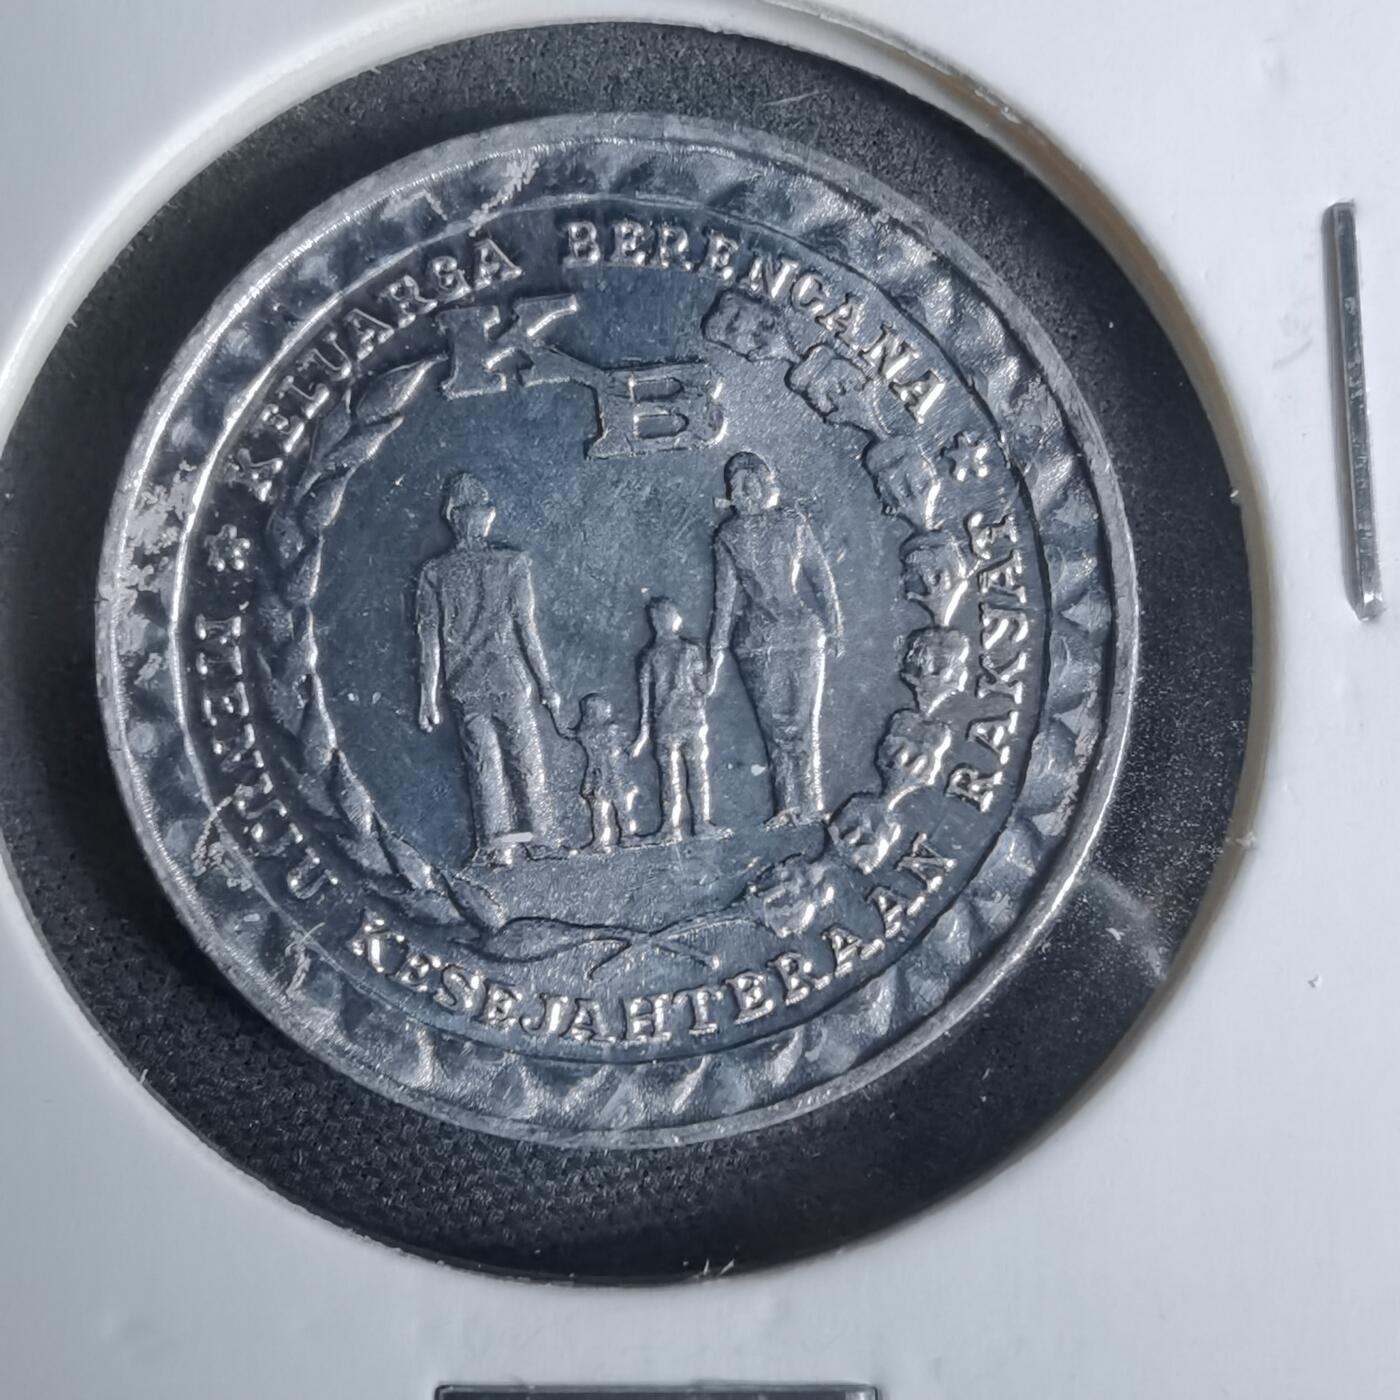 KELUARGA BERENCANA
KB
MENUJU KESEJAHTERAAN RAKYAT